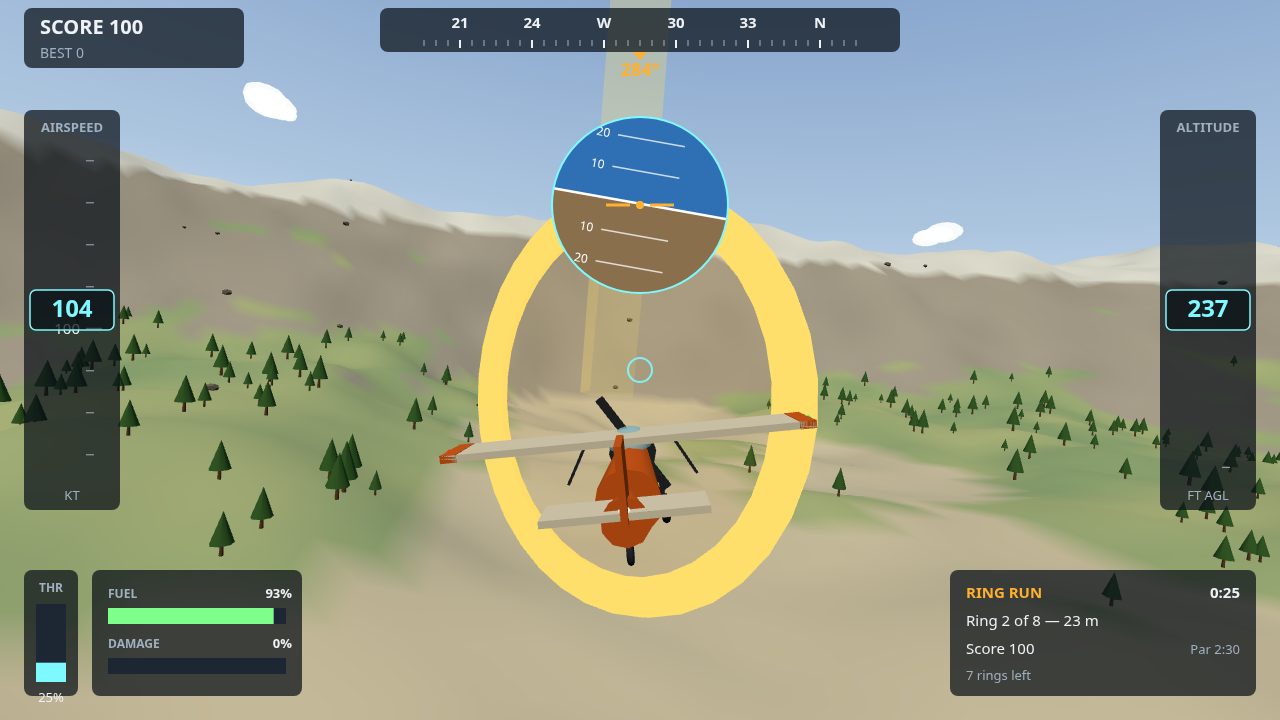 SCORE 100
BEST 0
21 24 W 30 33 N
284°
AIRSPEED
104
100
KT
20
10
10
20
ALTITUDE
237
FT AGL
THR
25%
FUEL 93%
DAMAGE 0%
RING RUN 0:25
Ring 2 of 8 — 23 m
Score 100 Par 2:30
7 rings left